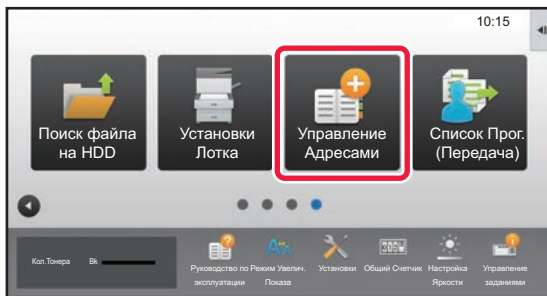 10:15
Поиск файла
на HDD
Установки
Лотка
Управление
Адресами
Список Прог.
(Передача)
Кол.Тонера Bk
Руководство по
эксплуатации
Режим Увелич.
Показа
Установки
Общий Счетчик
Настройка
Яркости
Управление
заданиями